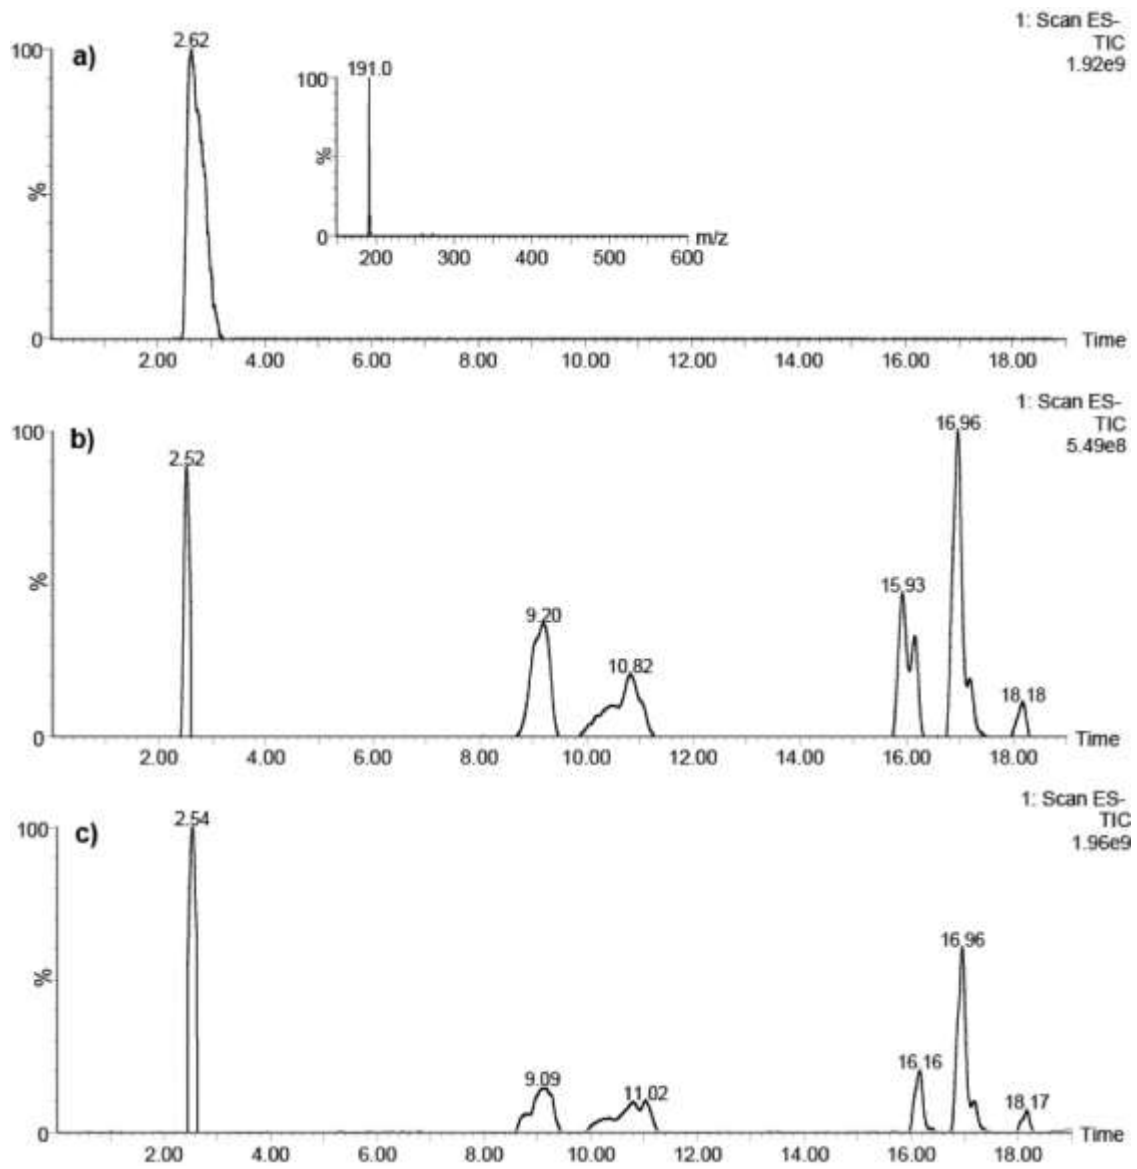 1: Scan ES-
TIC
1.92e9
a)
2.62
100
%
0
191.0
100
%
0
200 300 400 500 600
m/z
2.00 4.00 6.00 8.00 10.00 12.00 14.00 16.00 18.00
Time
1: Scan ES-
TIC
5.49e8
b)
100
%
0
2.52
9.20
10.82
15.93
16.96
18.18
2.00 4.00 6.00 8.00 10.00 12.00 14.00 16.00 18.00
Time
1: Scan ES-
TIC
1.96e9
c)
100
%
0
2.54
9.09
11.02
16.16
16.96
18.17
2.00 4.00 6.00 8.00 10.00 12.00 14.00 16.00 18.00
Time